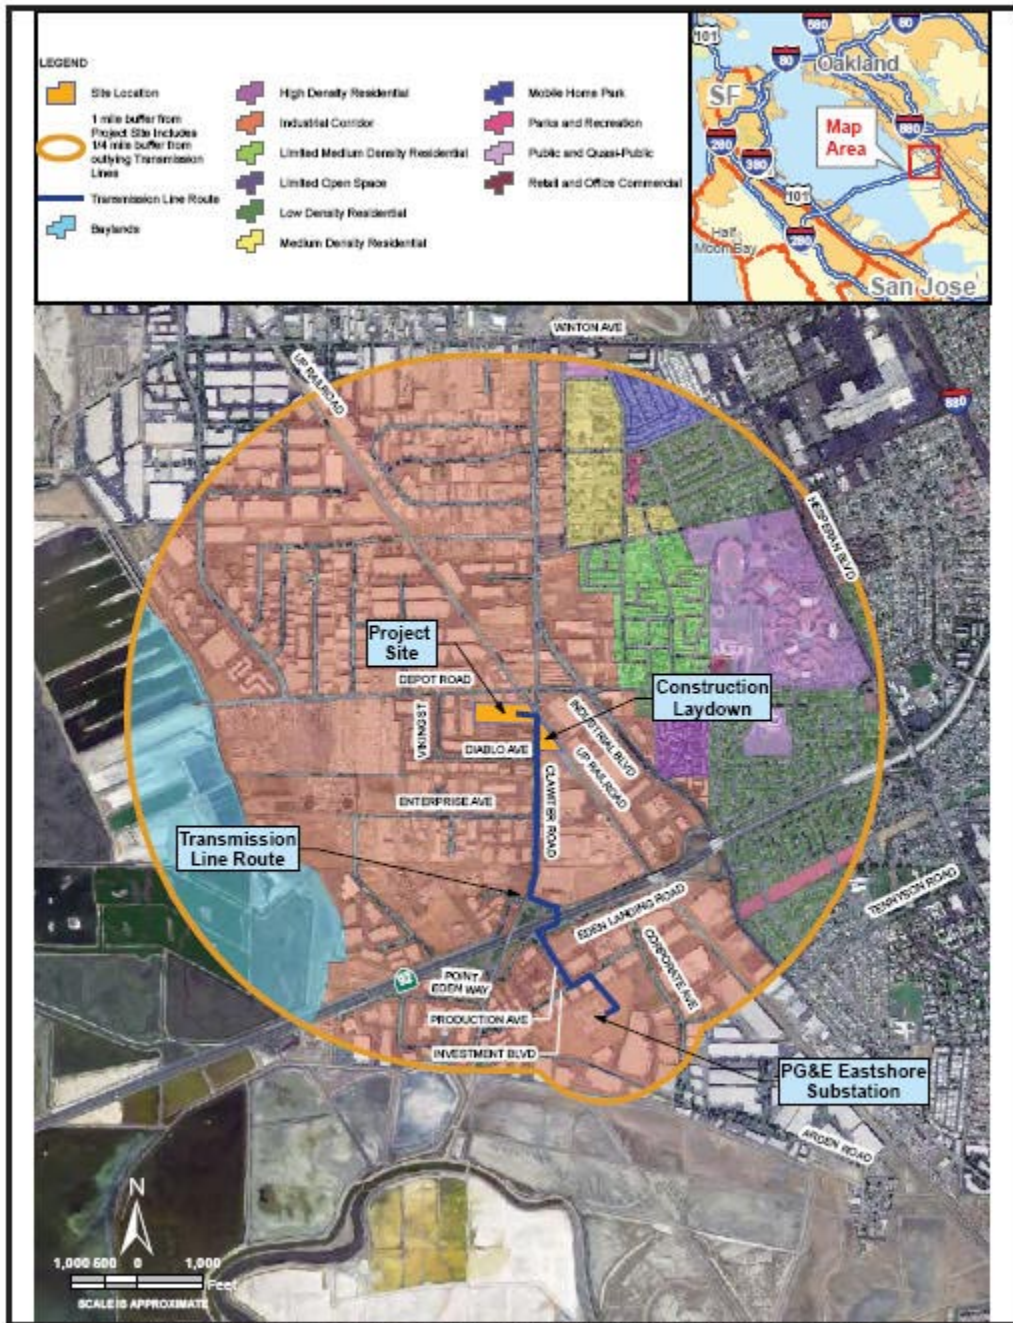 LEGEND
Site Location
1 mile buffer from
Project Site Includes
1/4 mile buffer from
outlying Transmission
Lines
Transmission Line Route
Baylands
High Density Residential
Industrial Corridor
Limited Medium Density Residential
Limited Open Space
Low Density Residential
Medium Density Residential
Mobile Home Park
Parks and Recreation
Public and Quasi-Public
Retail and Office Commercial
101
580
80
80
Oakland
SF
Map
Area
880
280
380
101
280
Half
Moon Bay
San Jose
WINTON AVE
UP RAILROAD
880
HESPERIAN BLVD
Project
Site
DEPOT ROAD
Construction
Laydown
VIKING ST
INDUSTRIAL BLVD
DIABLO AVE
UP RAILROAD
CLAWITER ROAD
ENTERPRISE AVE
Transmission
Line Route
TENNYSON ROAD
EDEN LANDING ROAD
CORPORATE AVE
92
POINT
EDEN WAY
PRODUCTION AVE
INVESTMENT BLVD
PG&E Eastshore
Substation
ARDEN ROAD
N
1,000 500 0 1,000
Feet
SCALE IS APPROXIMATE